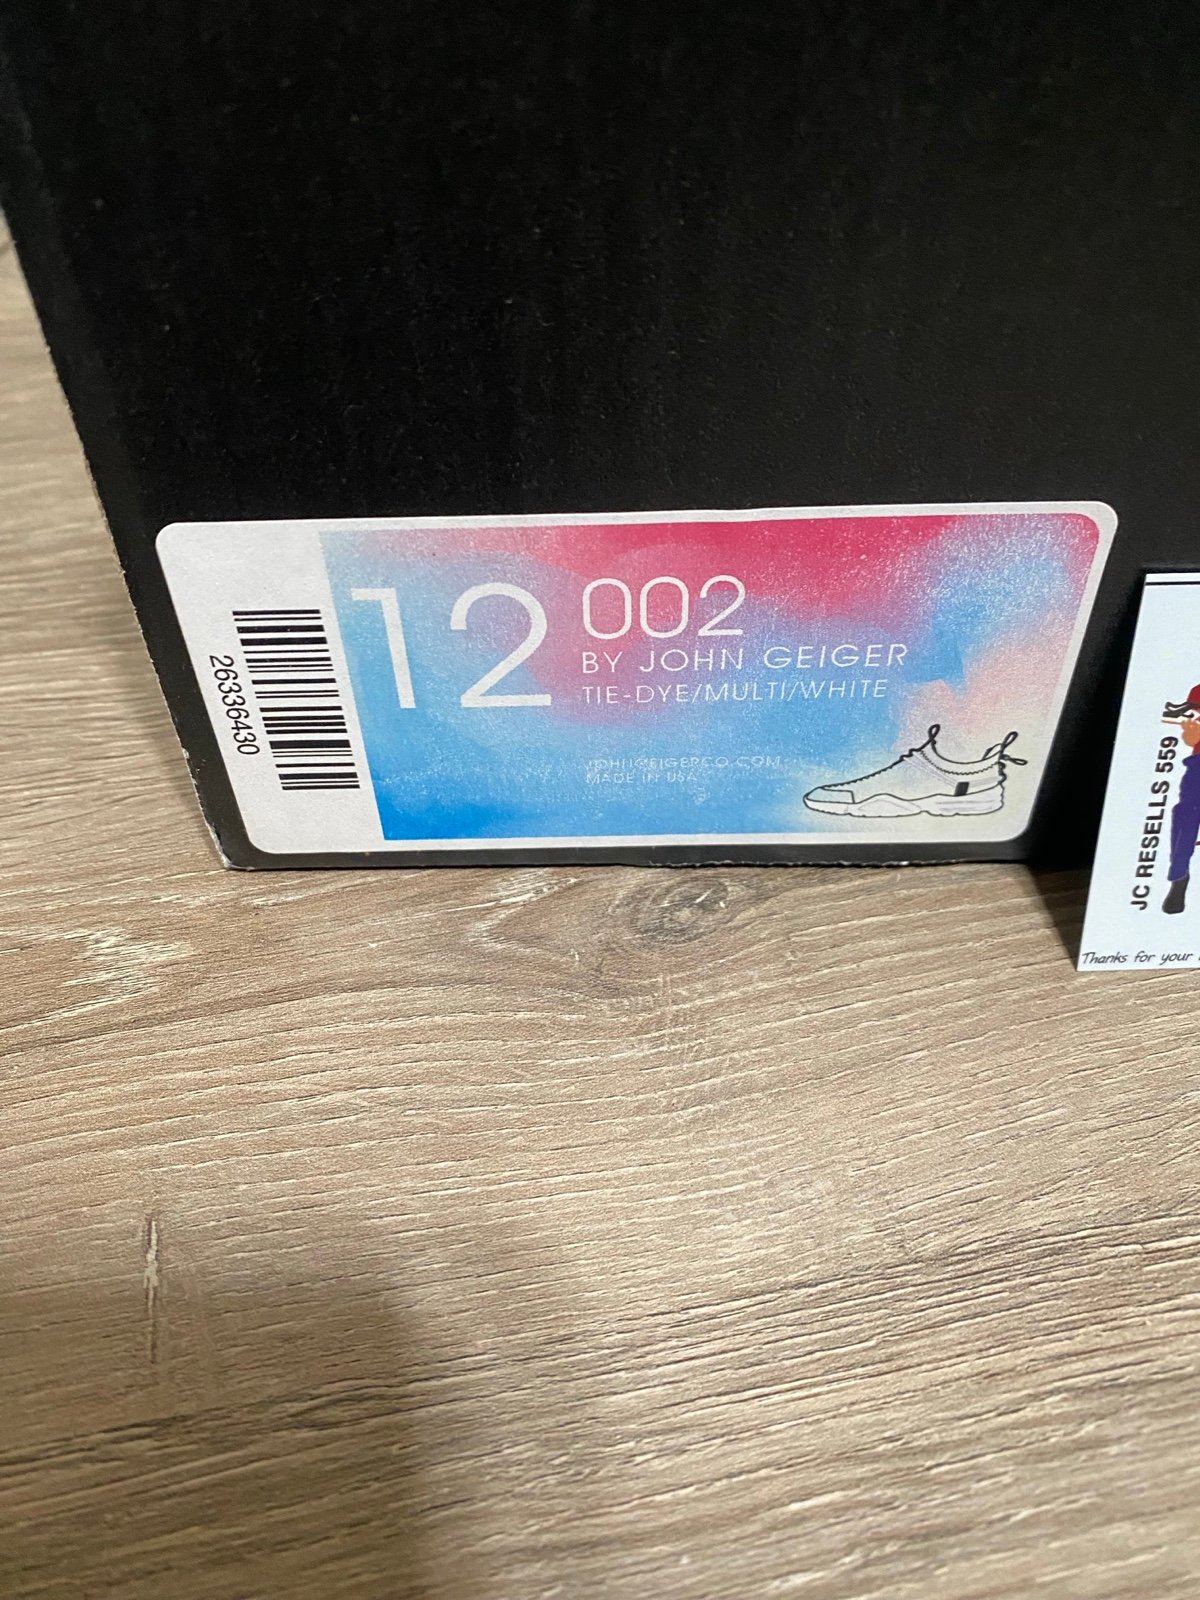 26336430
12
002
BY JOHN GEIGER
TIE-DYE/MULTI/WHITE
JOHNGEIGERCO.COM
MADE IN USA
JC RESELLS 559
Thanks for your